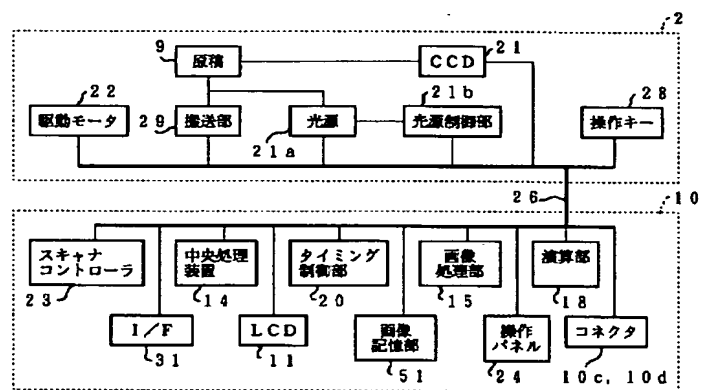 2
9
原稿
CCD
21
22
21b
28
駆動モータ
29
搬送部
光源
光源制御部
操作キー
21a
26
10
スキャナ
コントローラ
中央処理
装置
タイミング
制御部
画像
処理部
演算部
23
14
20
15
18
I/F
LCD
画像
記憶部
操作
パネル
コネクタ
31
11
51
24
10c, 10d